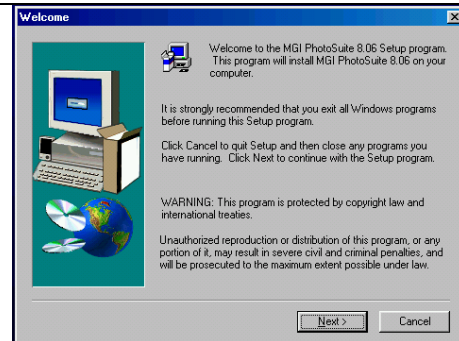 Welcome
Welcome to the MGI PhotoSuite 8.06 Setup program.
This program will install MGI PhotoSuite 8.06 on your
computer.
It is strongly recommended that you exit all Windows programs
before running this Setup program.
Click Cancel to quit Setup and then close any programs you
have running. Click Next to continue with the Setup program.
WARNING: This program is protected by copyright law and
international treaties.
Unauthorized reproduction or distribution of this program, or any
portion of it, may result in severe civil and criminal penalties, and
will be prosecuted to the maximum extent possible under law.
Next >
Cancel